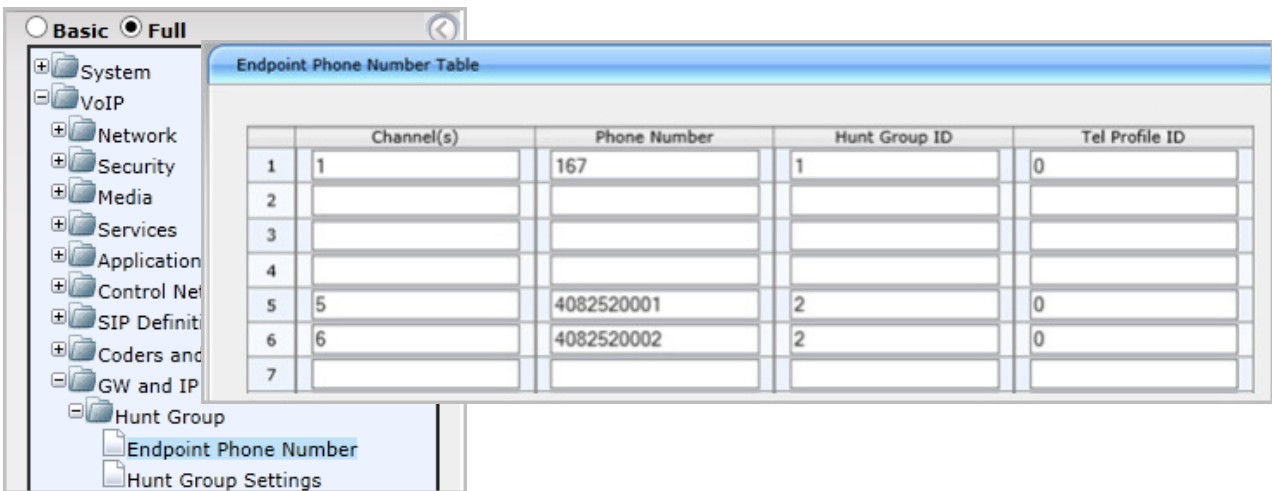 Basic Full
System
VoIP
Network
Security
Media
Services
Application
Control Net
SIP Definiti
Coders and
GW and IP
Hunt Group
Endpoint Phone Number
Hunt Group Settings
Endpoint Phone Number Table
Channel(s) Phone Number Hunt Group ID Tel Profile ID
1 1 167 1 0
2
3
4
5 5 4082520001 2 0
6 6 4082520002 2 0
7